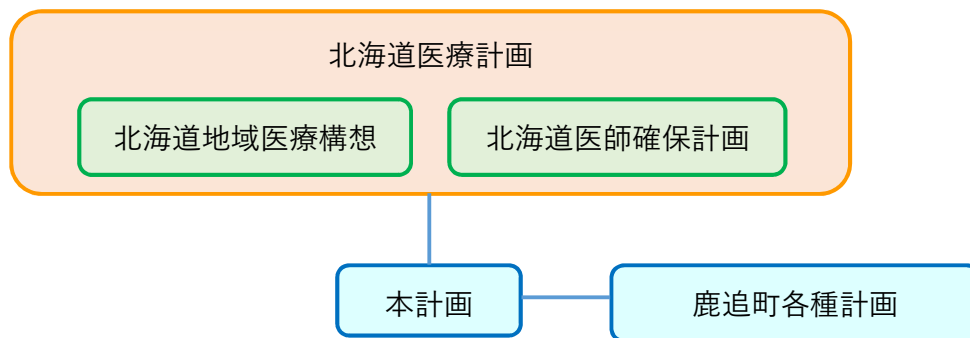 北海道医療計画
北海道地域医療構想
北海道医師確保計画
本計画
鹿追町各種計画